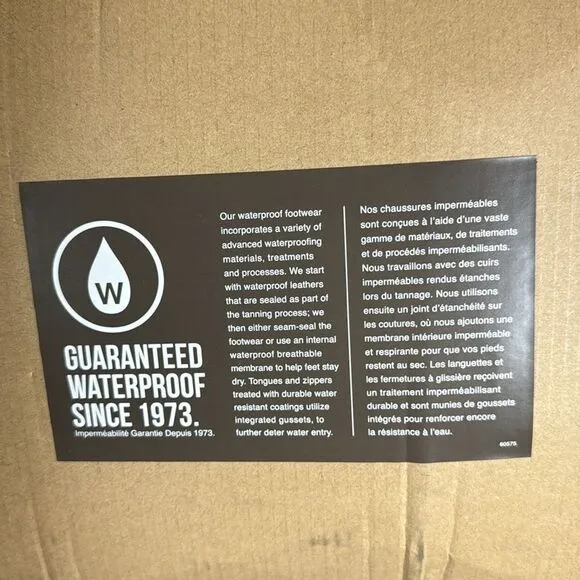 W
GUARANTEED
WATERPROOF
SINCE 1973.
Imperméabilité Garantie Depuis 1973.
Our waterproof footwear
incorporates a variety of
advanced waterproofing
materials, treatments
and processes. We start
with waterproof leathers
that are sealed as part of
the tanning process; we
then either seam-seal the
footwear or use an internal
waterproof breathable
membrane to help feet stay
dry. Tongues and zippers
treated with durable water
resistant coatings utilize
integrated gussets, to
further deter water entry.
Nos chaussures imperméables
sont conçues à l'aide d'une vaste
gamme de matériaux, de traitements
et de procédés imperméabilisants.
Nous travaillons avec des cuirs
imperméables rendus étanches
lors du tannage. Nous utilisons
ensuite un joint d'étanchéité sur
les coutures, où nous ajoutons une
membrane intérieure imperméable
et respirante pour que vos pieds
restent au sec. Les languettes et
les fermetures à glissière reçoivent
un traitement imperméabilisant
durable et sont munies de goussets
intégrés pour renforcer encore
la résistance à l'eau.
60575.